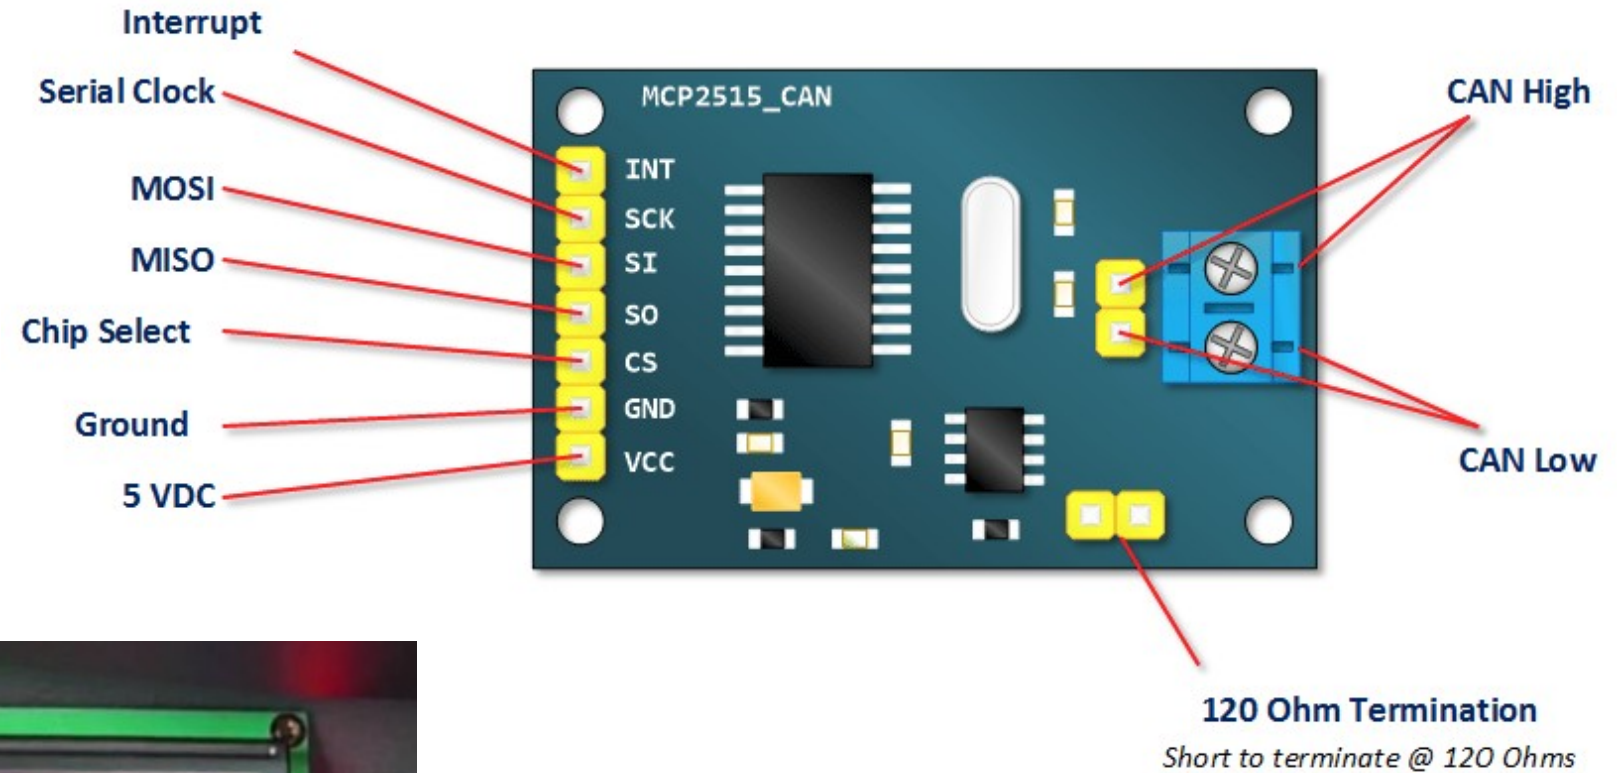 Interrupt
Serial Clock
MOSI
MISO
Chip Select
Ground
5 VDC
MCP2515_CAN
INT
SCK
SI
SO
CS
GND
VCC
CAN High
CAN Low
120 Ohm Termination
Short to terminate @ 120 Ohms